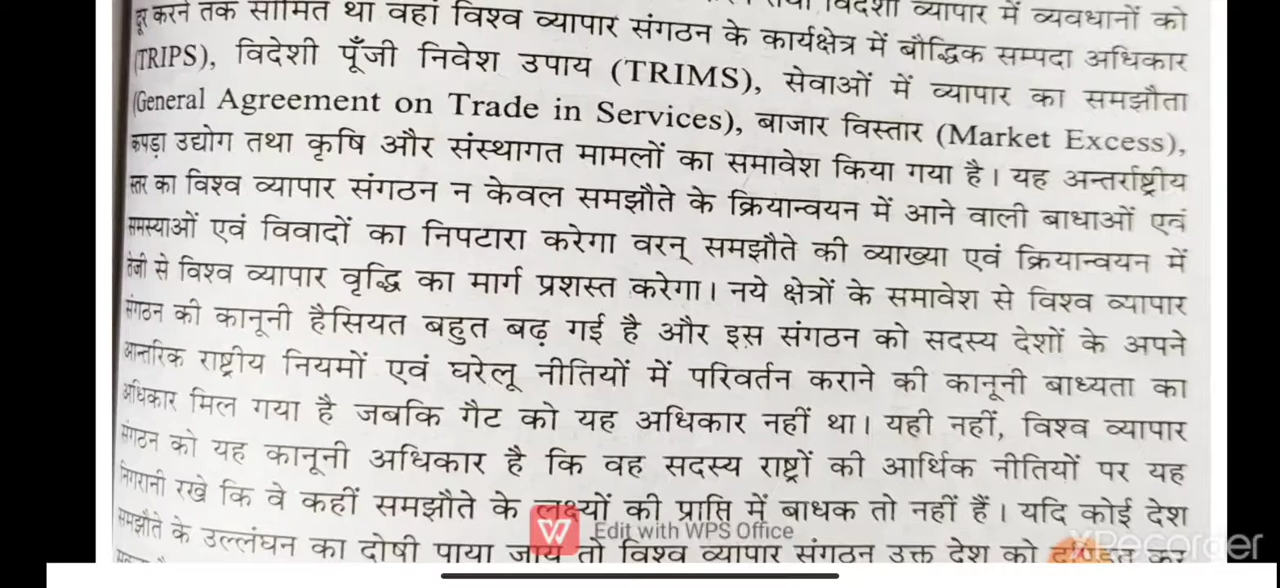 विदेशी व्यापार में व्यवधानों को
दूर करने तक सीमित था वहां विश्व व्यापार संगठन के कार्यक्षेत्र में बौद्धिक सम्पदा अधिकार
(TRIPS), विदेशी पूँजी निवेश उपाय (TRIMS), सेवाओं में व्यापार का समझौता
(General Agreement on Trade in Services), बाजार विस्तार (Market Excess),
कपड़ा उद्योग तथा कृषि और संस्थागत मामलों का समावेश किया गया है। यह अन्तर्राष्ट्रीय
स्तर का विश्व व्यापार संगठन न केवल समझौते के क्रियान्वयन में आने वाली बाधाओं एवं
समस्याओं एवं विवादों का निपटारा करेगा वरन् समझौते की व्याख्या एवं क्रियान्वयन में
तेजी से विश्व व्यापार वृद्धि का मार्ग प्रशस्त करेगा। नये क्षेत्रों के समावेश से विश्व व्यापार
संगठन की कानूनी हैसियत बहुत बढ़ गई है और इस संगठन को सदस्य देशों के अपने
आन्तरिक राष्ट्रीय नियमों एवं घरेलू नीतियों में परिवर्तन कराने की कानूनी बाध्यता का
अधिकार मिल गया है जबकि गैट को यह अधिकार नहीं था। यही नहीं, विश्व व्यापार
संगठन को यह कानूनी अधिकार है कि वह सदस्य राष्ट्रों की आर्थिक नीतियों पर यह
निगरानी रखे कि वे कहीं समझौते के लक्ष्यों की प्राप्ति में बाधक तो नहीं हैं। यदि कोई देश
समझौते के उल्लंघन का दोषी पाया जाय तो विश्व व्यापार संगठन उक्त देश को दण्डित कर
Edit with WPS Office
XRecorder